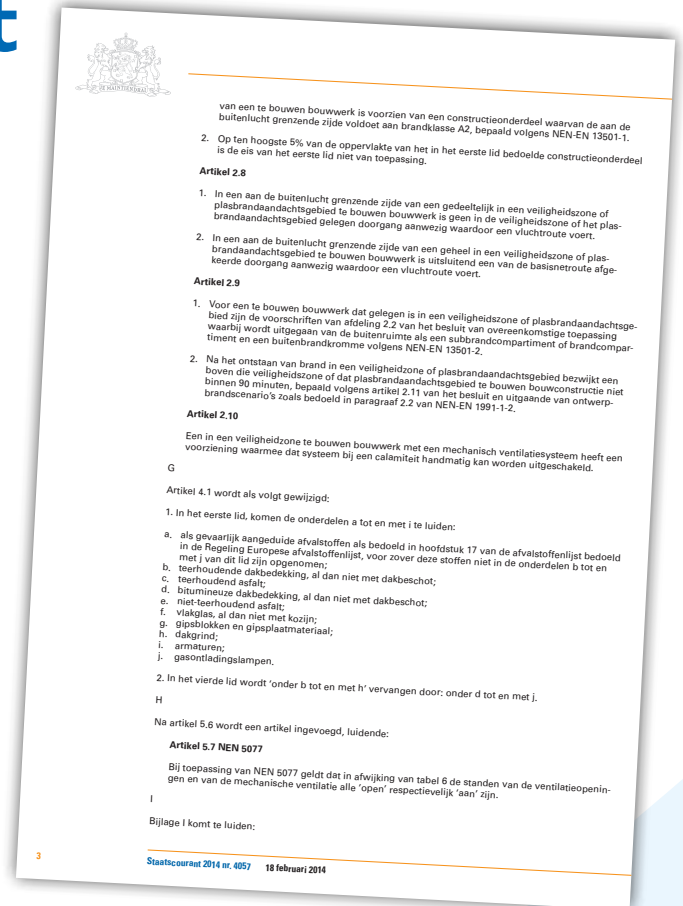 t
JE MAINTIENDRAI
van een te bouwen bouwwerk is voorzien van een constructieonderdeel waarvan de aan de
buitenlucht grenzende zijde voldoet aan brandklasse A2, bepaald volgens NEN-EN 13501-1.
2. Op ten hoogste 5% van de oppervlakte van het in het eerste lid bedoelde constructieonderdeel
is de eis van het eerste lid niet van toepassing.
Artikel 2.8
1. In een aan de buitenlucht grenzende zijde van een gedeeltelijk in een veiligheidszone of
plasbrandaandachtsgebied te bouwen bouwwerk is geen in de veiligheidszone of het plas-
brandaandachtsgebied gelegen doorgang aanwezig waardoor een vluchtroute voert.
2. In een aan de buitenlucht grenzende zijde van een geheel in een veiligheidszone of plas-
brandaandachtsgebied te bouwen bouwwerk is uitsluitend een van de basisnetroute afge-
keerde doorgang aanwezig waardoor een vluchtroute voert.
Artikel 2.9
1. Voor een te bouwen bouwwerk dat gelegen is in een veiligheidszone of plasbrandaandachtsge-
bied zijn de voorschriften van afdeling 2.2 van het besluit van overeenkomstige toepassing
waarbij wordt uitgegaan van de buitenruimte als een subbrandcompartiment of brandcompar-
timent en een buitenbrandkromme volgens NEN-EN 13501-2.
2. Na het ontstaan van brand in een veiligheidzone of plasbrandaandachtsgebied bezwijkt een
boven die veiligheidszone of dat plasbrandaandachtsgebied te bouwen bouwconstructie niet
binnen 90 minuten, bepaald volgens artikel 2.11 van het besluit en uitgaande van ontwerp-
brandscenario's zoals bedoeld in paragraaf 2.2 van NEN-EN 1991-1-2.
Artikel 2.10
Een in een veiligheidzone te bouwen bouwwerk met een mechanisch ventilatiesysteem heeft een
voorziening waarmee dat systeem bij een calamiteit handmatig kan worden uitgeschakeld.
G
Artikel 4.1 wordt als volgt gewijzigd:
1. In het eerste lid, komen de onderdelen a tot en met i te luiden:
a. als gevaarlijk aangeduide afvalstoffen als bedoeld in hoofdstuk 17 van de afvalstoffenlijst bedoeld
in de Regeling Europese afvalstoffenlijst, voor zover deze stoffen niet in de onderdelen b tot en
met j van dit lid zijn opgenomen;
b. teerhoudende dakbedekking, al dan niet met dakbeschot;
c. teerhoudend asfalt;
d. bitumineuze dakbedekking, al dan niet met dakbeschot;
e. niet-teerhoudend asfalt;
f. vlakglas, al dan niet met kozijn;
g. gipsblokken en gipsplaatmateriaal;
h. dakgrind;
i. armaturen;
j. gasontladingslampen.
2. In het vierde lid wordt 'onder b tot en met h' vervangen door: onder d tot en met j.
H
Na artikel 5.6 wordt een artikel ingevoegd, luidende:
Artikel 5.7 NEN 5077
Bij toepassing van NEN 5077 geldt dat in afwijking van tabel 6 de standen van de ventilatieopenin-
gen en van de mechanische ventilatie alle 'open' respectievelijk 'aan' zijn.
I
Bijlage I komt te luiden:
3
Staatscourant 2014 nr. 4057 18 februari 2014